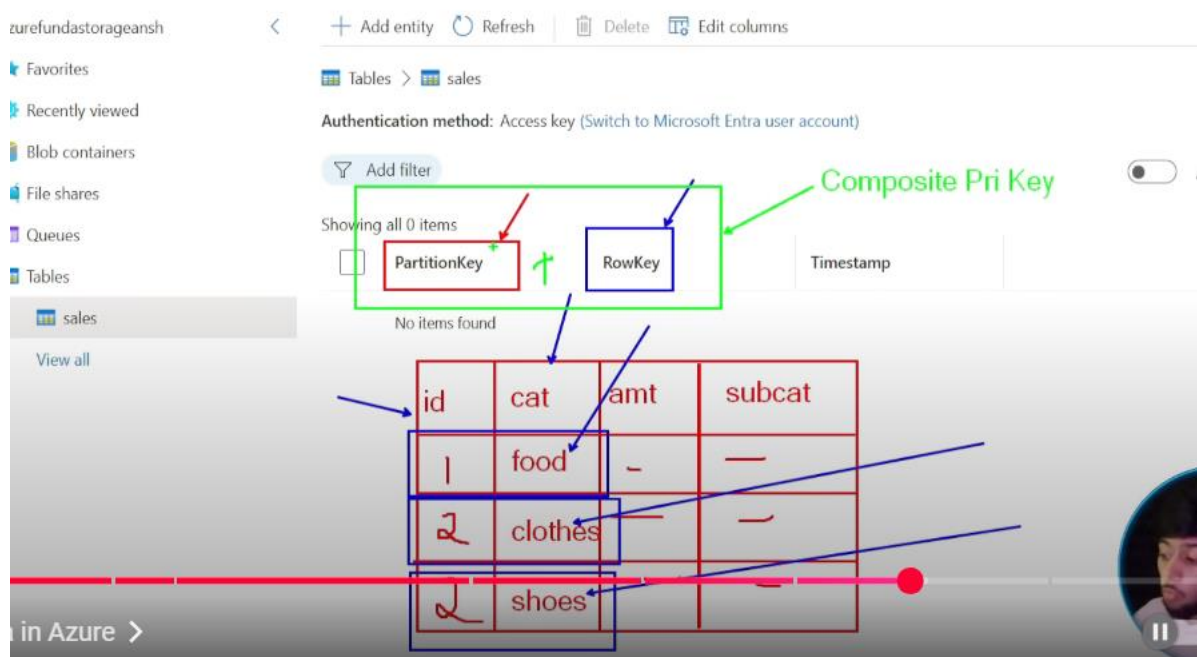 zurefundastorageansh
Add entity Refresh Delete Edit columns
Favorites
Tables > sales
Recently viewed
Authentication method: Access key (Switch to Microsoft Entra user account)
Blob containers
Add filter
Composite Pri Key
File shares
Showing all 0 items
Queues
PartitionKey + RowKey Timestamp
Tables
sales
No items found
View all
id cat amt subcat
1 food - —
2 clothes — —
2 shoes -
in Azure >